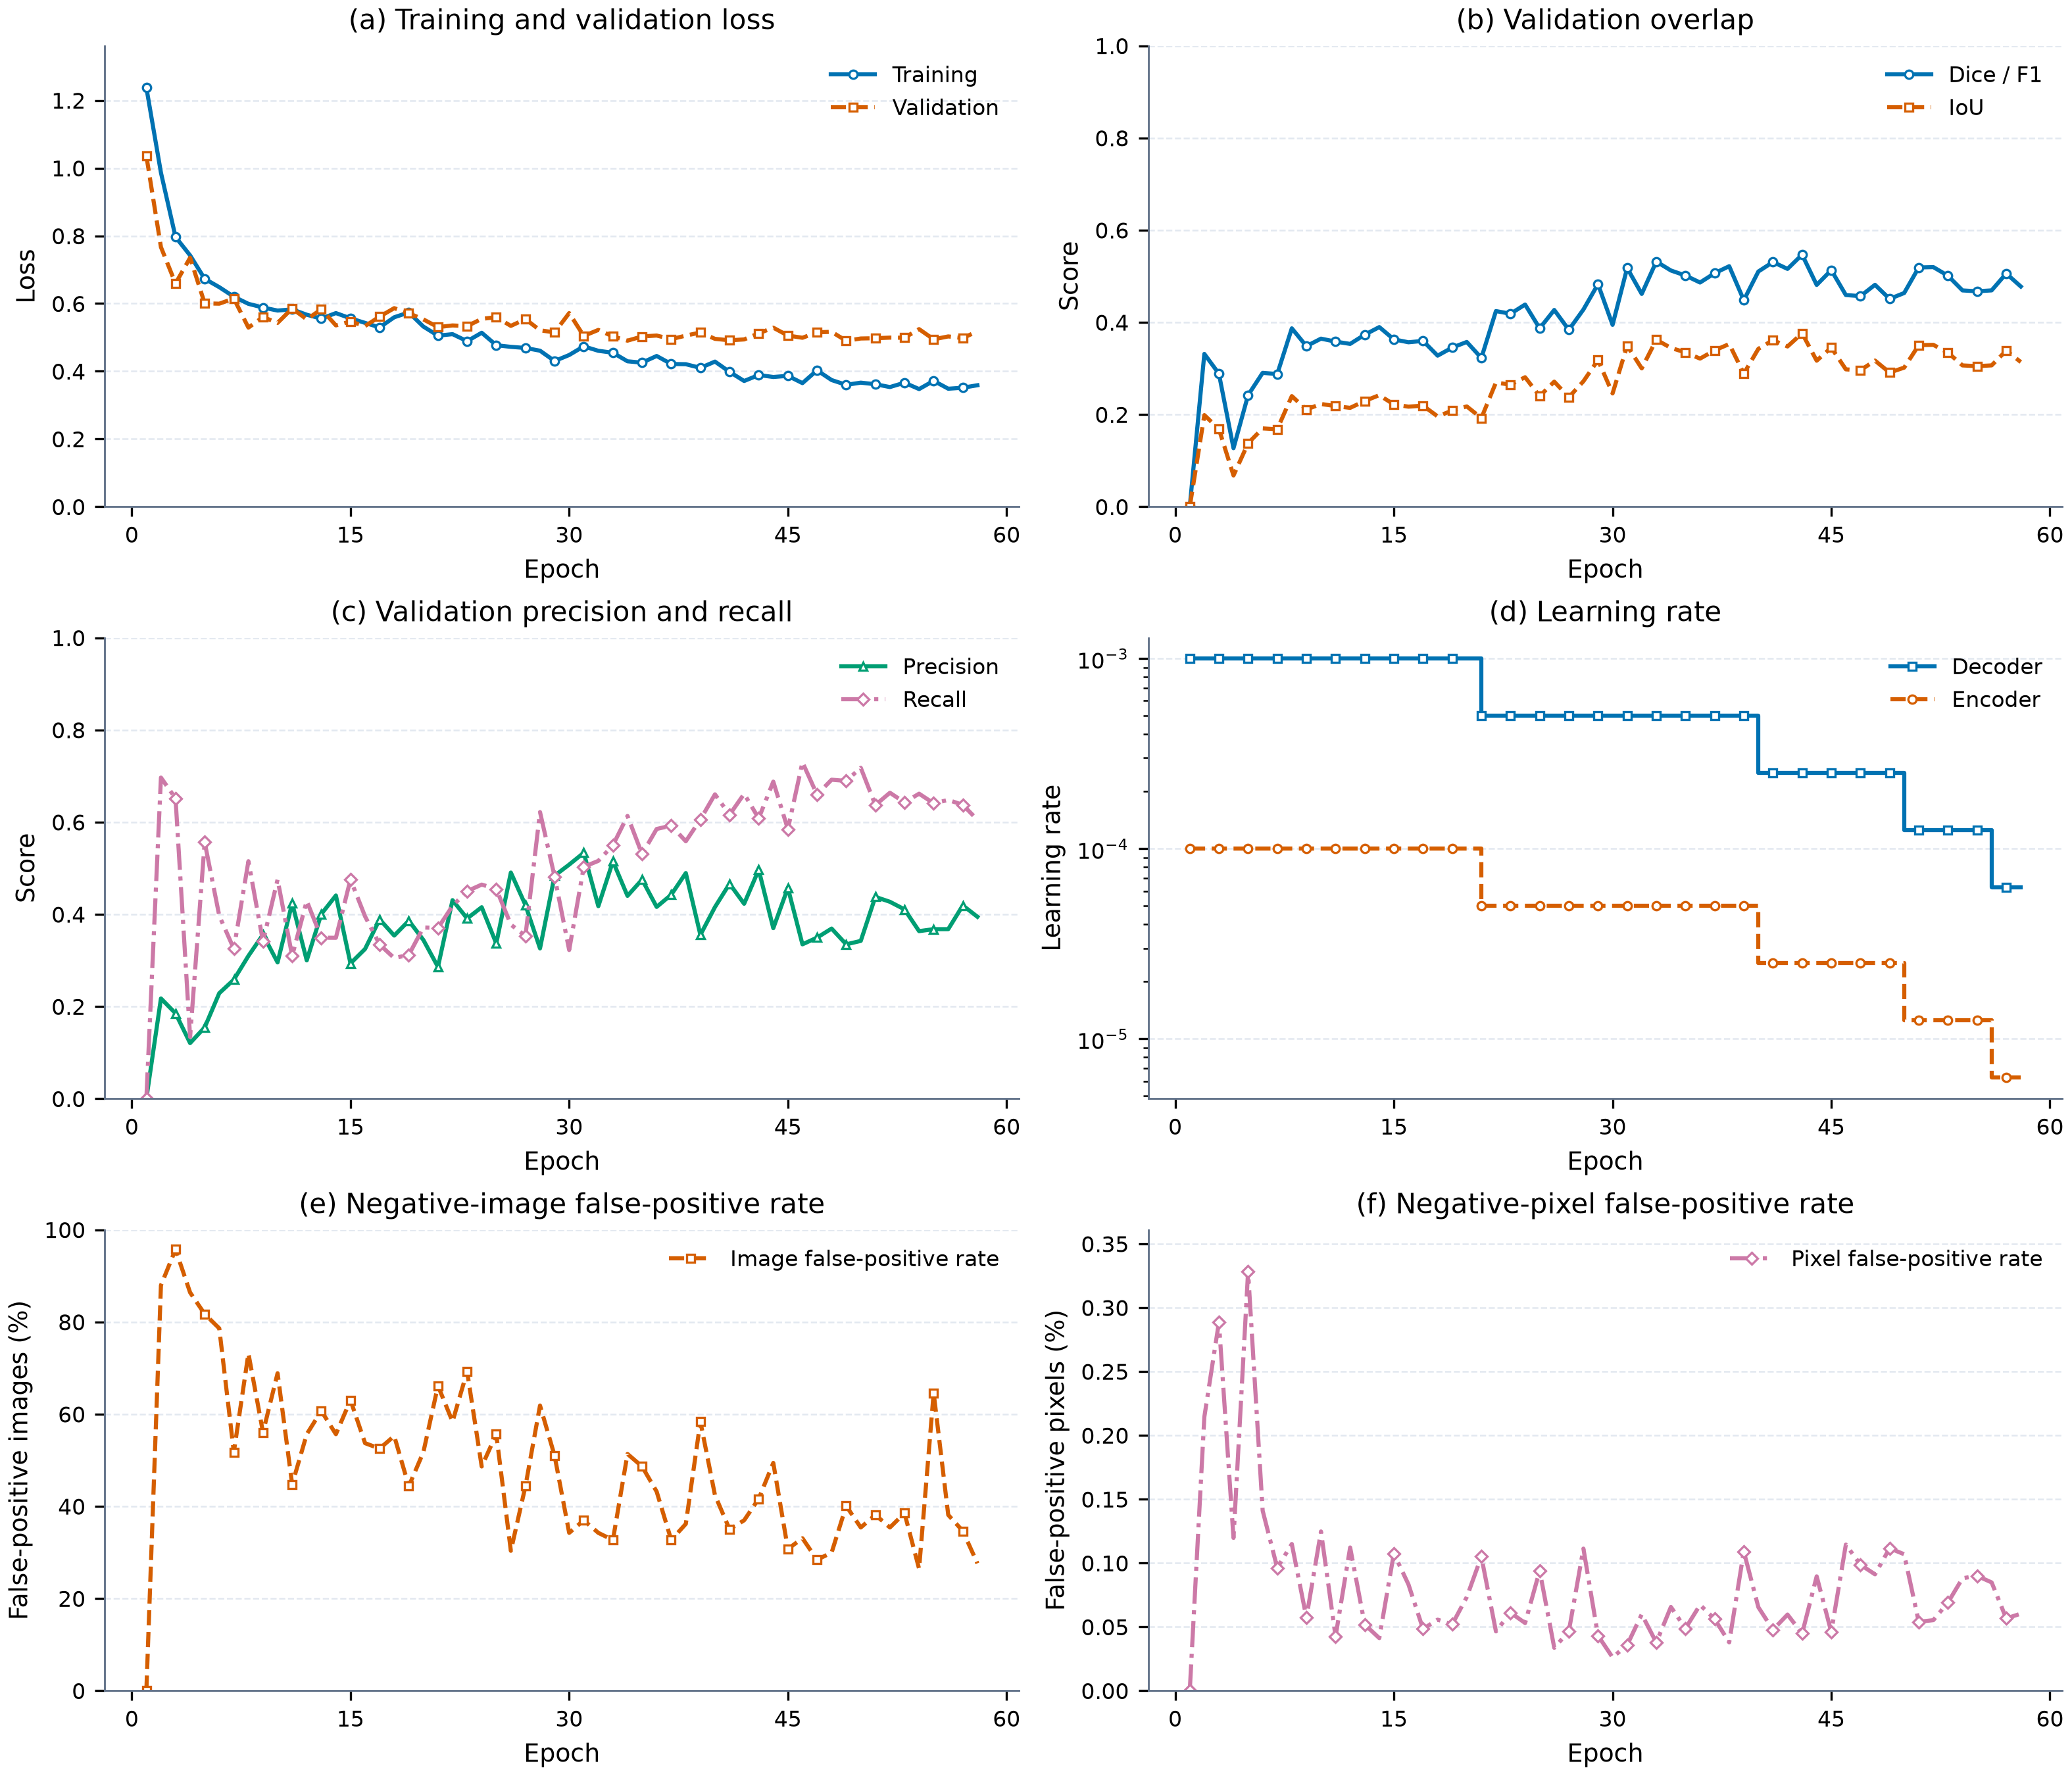 (a) Training and validation loss
Training
Validation
1.2
1.0
0.8
0.6
0.4
0.2
0.0
Loss
0 15 30 45 60
Epoch
(b) Validation overlap
Dice / F1
IoU
1.0
0.8
0.6
0.4
0.2
0.0
Score
0 15 30 45 60
Epoch
(c) Validation precision and recall
Precision
Recall
1.0
0.8
0.6
0.4
0.2
0.0
Score
0 15 30 45 60
Epoch
(d) Learning rate
Decoder
Encoder
10⁻³
10⁻⁴
10⁻⁵
Learning rate
0 15 30 45 60
Epoch
(e) Negative-image false-positive rate
Image false-positive rate
100
80
60
40
20
0
False-positive images (%)
0 15 30 45 60
Epoch
(f) Negative-pixel false-positive rate
Pixel false-positive rate
0.35
0.30
0.25
0.20
0.15
0.10
0.05
0.00
False-positive pixels (%)
0 15 30 45 60
Epoch